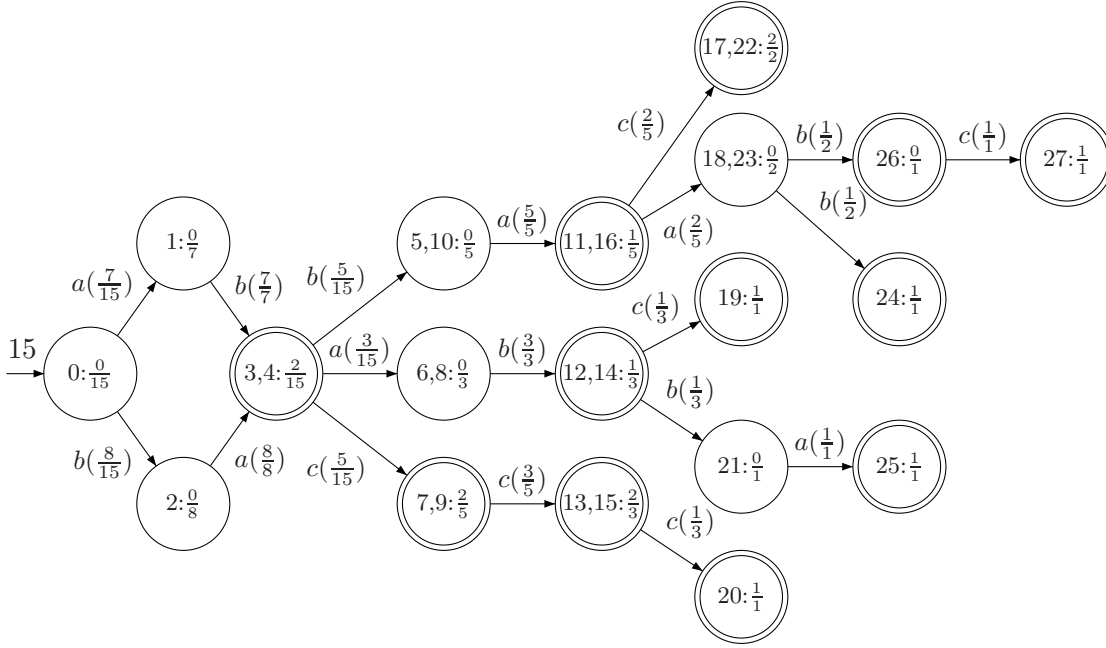 17,22:2/2
c(2/5)
18,23:0/2
b(1/2)
26:0/1
c(1/1)
27:1/1
b(1/2)
1:0/7
5,10:0/5
a(5/5)
11,16:1/5
a(2/5)
a(7/15)
b(7/7)
b(5/15)
19:1/1
24:1/1
c(1/3)
15
0:0/15
3,4:2/15
a(3/15)
6,8:0/3
b(3/3)
12,14:1/3
b(1/3)
b(8/15)
a(8/8)
c(5/15)
2:0/8
7,9:2/5
c(3/5)
13,15:2/3
21:0/1
a(1/1)
25:1/1
c(1/3)
20:1/1